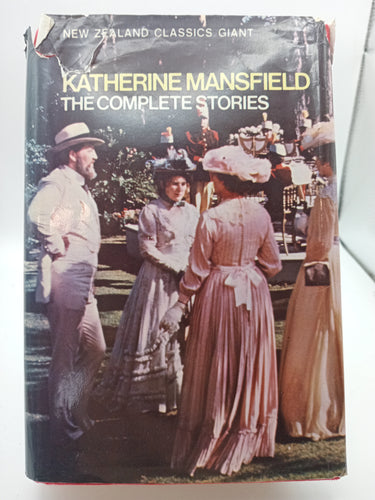 NEW ZEALAND CLASSICS GIANT
KATHERINE MANSFIELD
THE COMPLETE STORIES